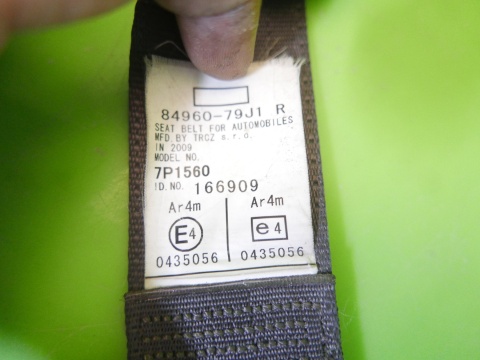 84960-79J1 R
SEAT BELT FOR AUTOMOBILES
MFD. BY TRCZ s.r.o.
IN 2009
MODEL NO.
7P1560
ID. NO. 166909
Ar4m Ar4m
E4 e4
0435056 0435056